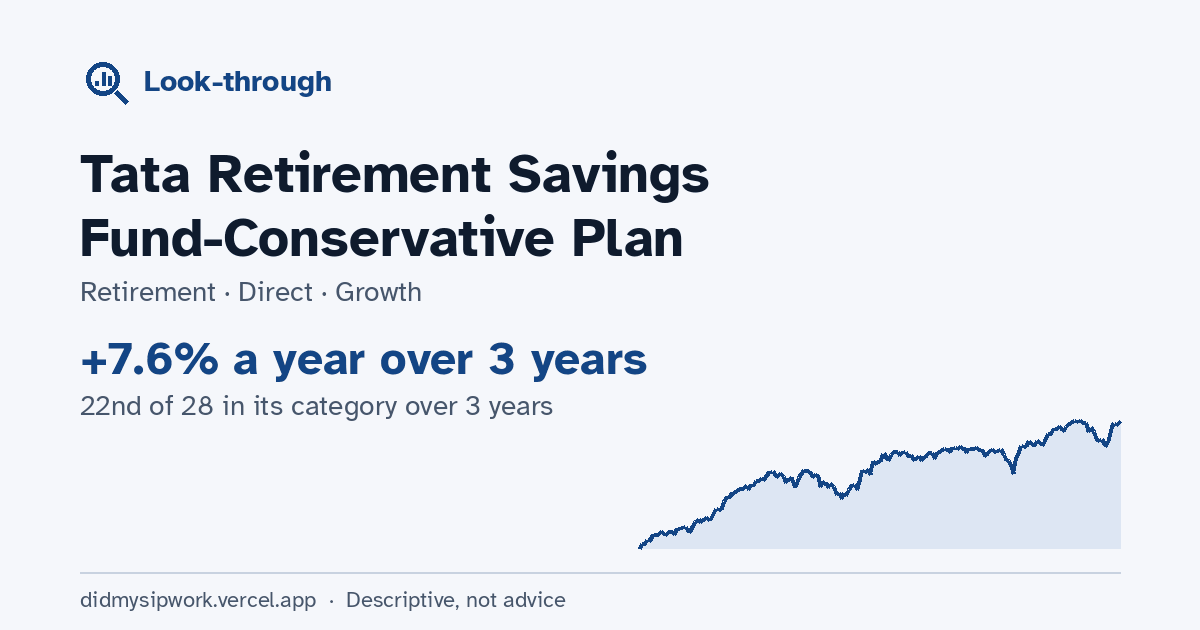 Look-through
Tata Retirement Savings
Fund-Conservative Plan
Retirement · Direct · Growth
+7.6% a year over 3 years
22nd of 28 in its category over 3 years
didmysipwork.vercel.app · Descriptive, not advice